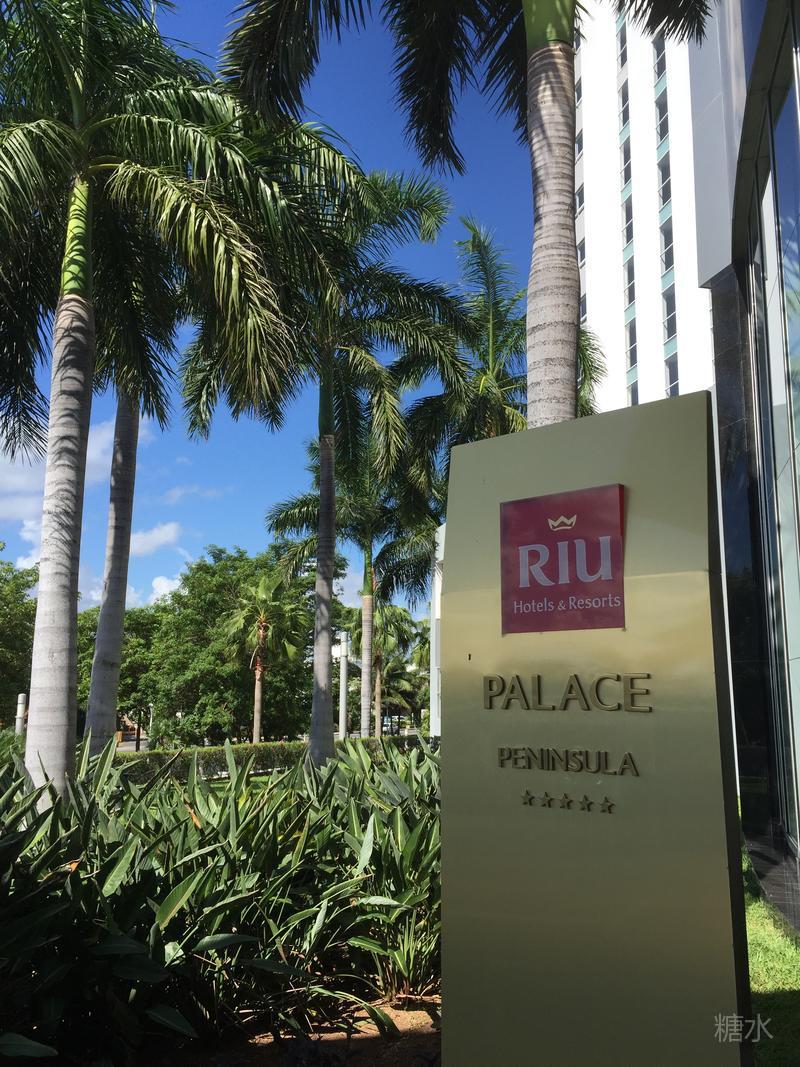 RIU
Hotels & Resorts
PALACE
PENINSULA
糖水